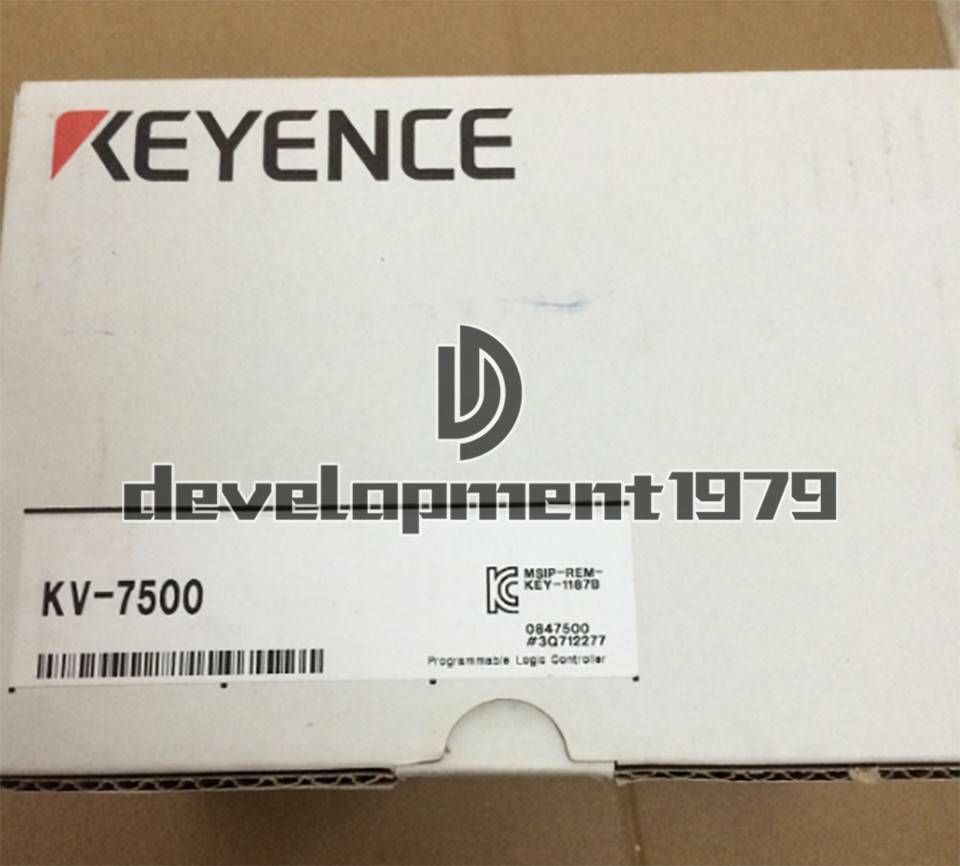 KEYENCE
development1979
KV-7500
MSIP-REM-
KEY-1187B
0847500
#3Q712277
Programmable Logic Controller